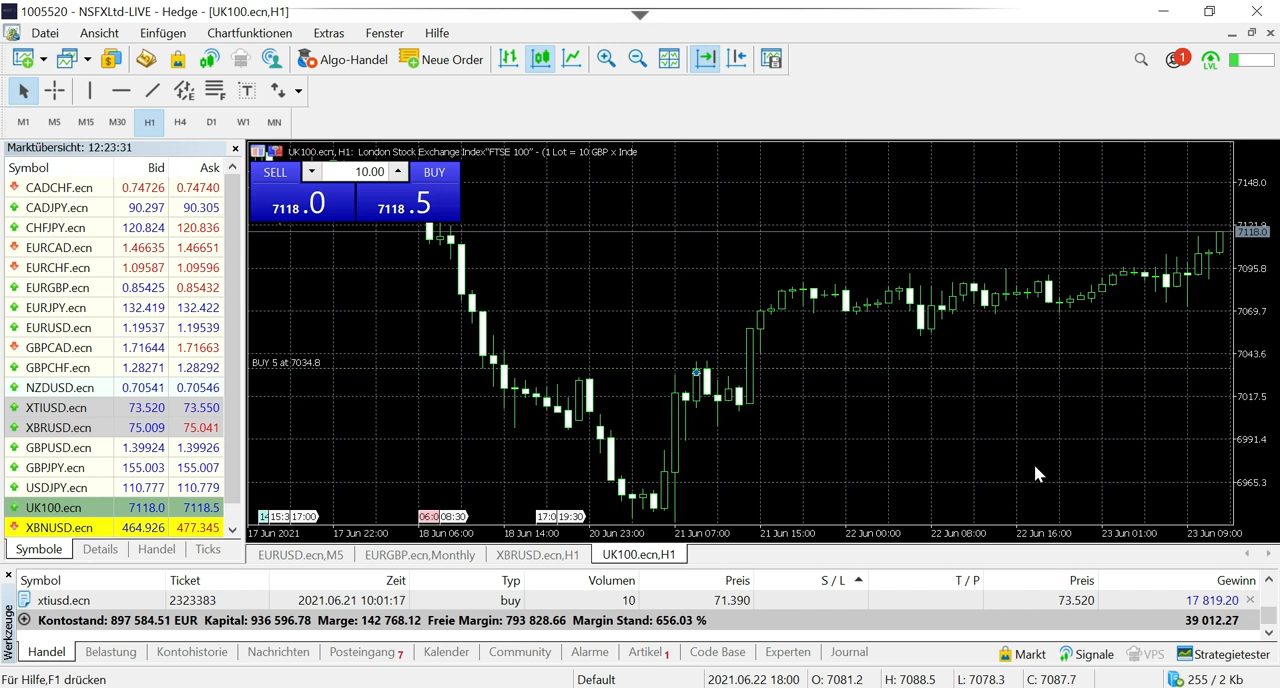 1005520 - NSFXLtd-LIVE - Hedge - [UK100.ecn,H1]
Datei Ansicht Einfügen Chartfunktionen Extras Fenster Hilfe
Algo-Handel Neue Order 1 LVL
M1 M5 M15 M30 H1 H4 D1 W1 MN
Marktübersicht: 12:23:31
Symbol Bid Ask
CADCHF.ecn 0.74726 0.74740
CADJPY.ecn 90.297 90.305
CHFJPY.ecn 120.824 120.836
EURCAD.ecn 1.46635 1.46651
EURCHF.ecn 1.09587 1.09596
EURGBP.ecn 0.85425 0.85432
EURJPY.ecn 132.419 132.422
EURUSD.ecn 1.19537 1.19539
GBPCAD.ecn 1.71644 1.71663
GBPCHF.ecn 1.28271 1.28292
NZDUSD.ecn 0.70541 0.70546
XTIUSD.ecn 73.520 73.550
XBRUSD.ecn 75.009 75.041
GBPUSD.ecn 1.39924 1.39926
GBPJPY.ecn 155.003 155.007
USDJPY.ecn 110.777 110.779
UK100.ecn 7118.0 7118.5
XBNUSD.ecn 464.926 477.345
Symbole Details Handel Ticks
UK100.ecn, H1: London Stock Exchange Index"FTSE 100" - (1 Lot = 10 GBP x Inde
SELL 10.00 BUY
7118 .0 7118 .5
BUY 5 at 7034.8
7148.0
7118.0
7095.8
7069.7
7043.6
7017.5
6991.4
6965.3
15:3 17:00 06:0 08:30 17:0 19:30
17 Jun 2021 17 Jun 22:00 18 Jun 06:00 18 Jun 14:00 20 Jun 23:00 21 Jun 07:00 21 Jun 15:00 22 Jun 00:00 22 Jun 08:00 22 Jun 16:00 23 Jun 01:00 23 Jun 09:00
EURUSD.ecn,M5 EURGBP.ecn,Monthly XBRUSD.ecn,H1 UK100.ecn,H1
Symbol Ticket Zeit Typ Volumen Preis S / L T / P Preis Gewinn
xtiusd.ecn 2323383 2021.06.21 10:01:17 buy 10 71.390 73.520 17 819.20
Kontostand: 897 584.51 EUR Kapital: 936 596.78 Marge: 142 768.12 Freie Margin: 793 828.66 Margin Stand: 656.03 % 39 012.27
Werkzeuge
Handel Belastung Kontohistorie Nachrichten Posteingang 7 Kalender Community Alarme Artikel 1 Code Base Experten Journal Markt Signale VPS Strategietester
Für Hilfe,F1 drücken Default 2021.06.22 18:00 O: 7081.2 H: 7088.5 L: 7078.3 C: 7087.7 255 / 2 Kb